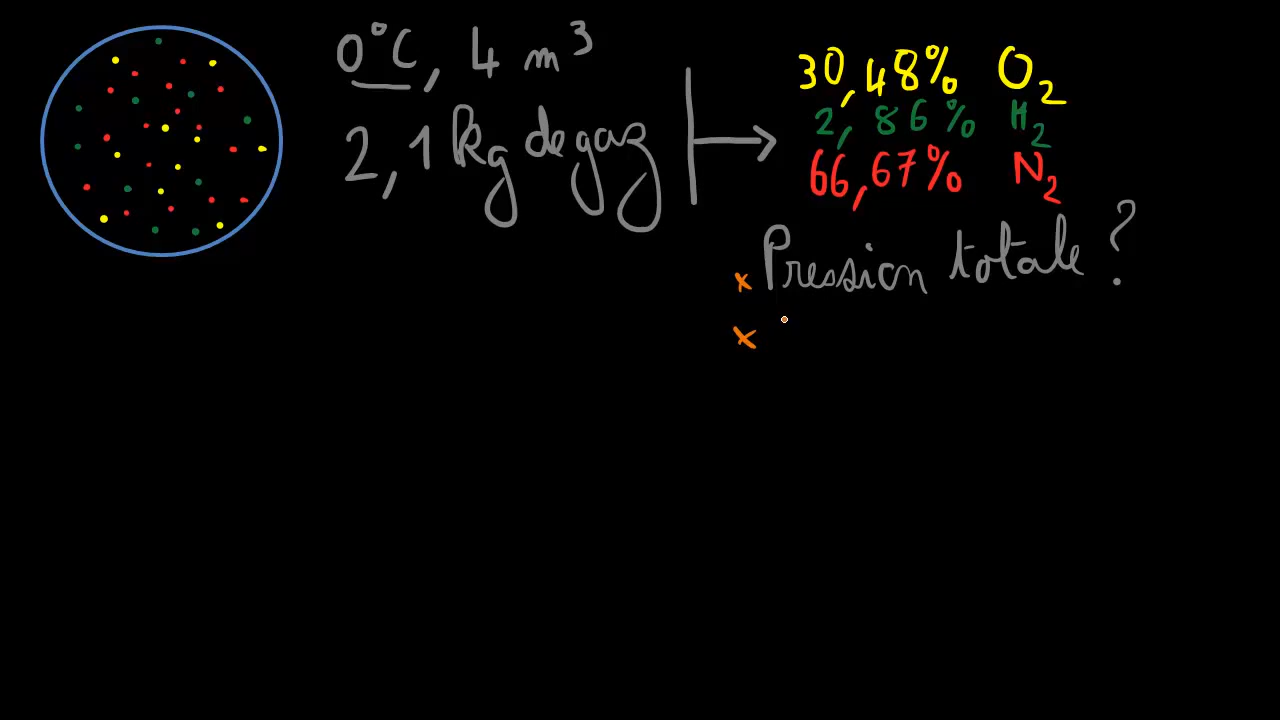 0°C, 4 m³
2,1 kg de gaz
30,48% O₂
2,86% H₂
66,67% N₂
x Pression totale ?
x